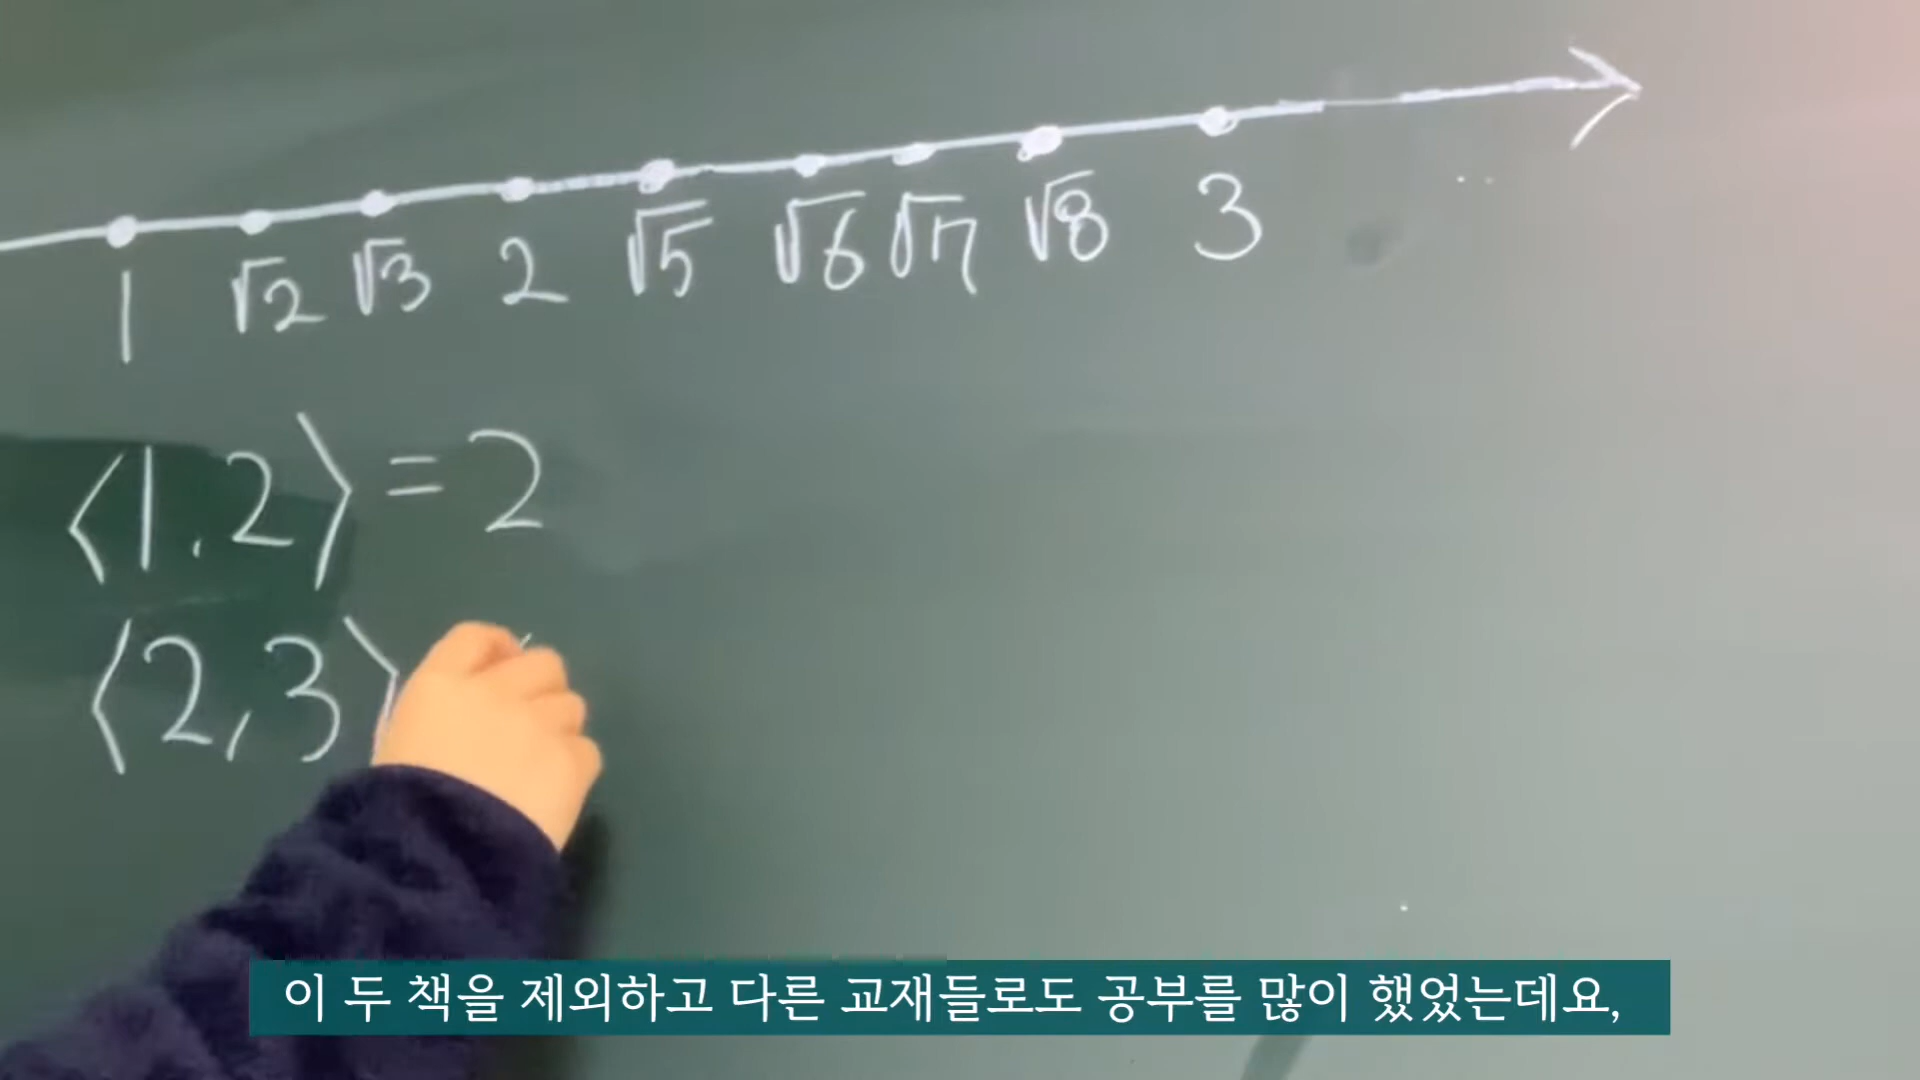 1 √2 √3 2 √5 √6 √7 √8 3
⟨1.2⟩=2
⟨2,3⟩
이 두 책을 제외하고 다른 교재들로도 공부를 많이 했었는데요,